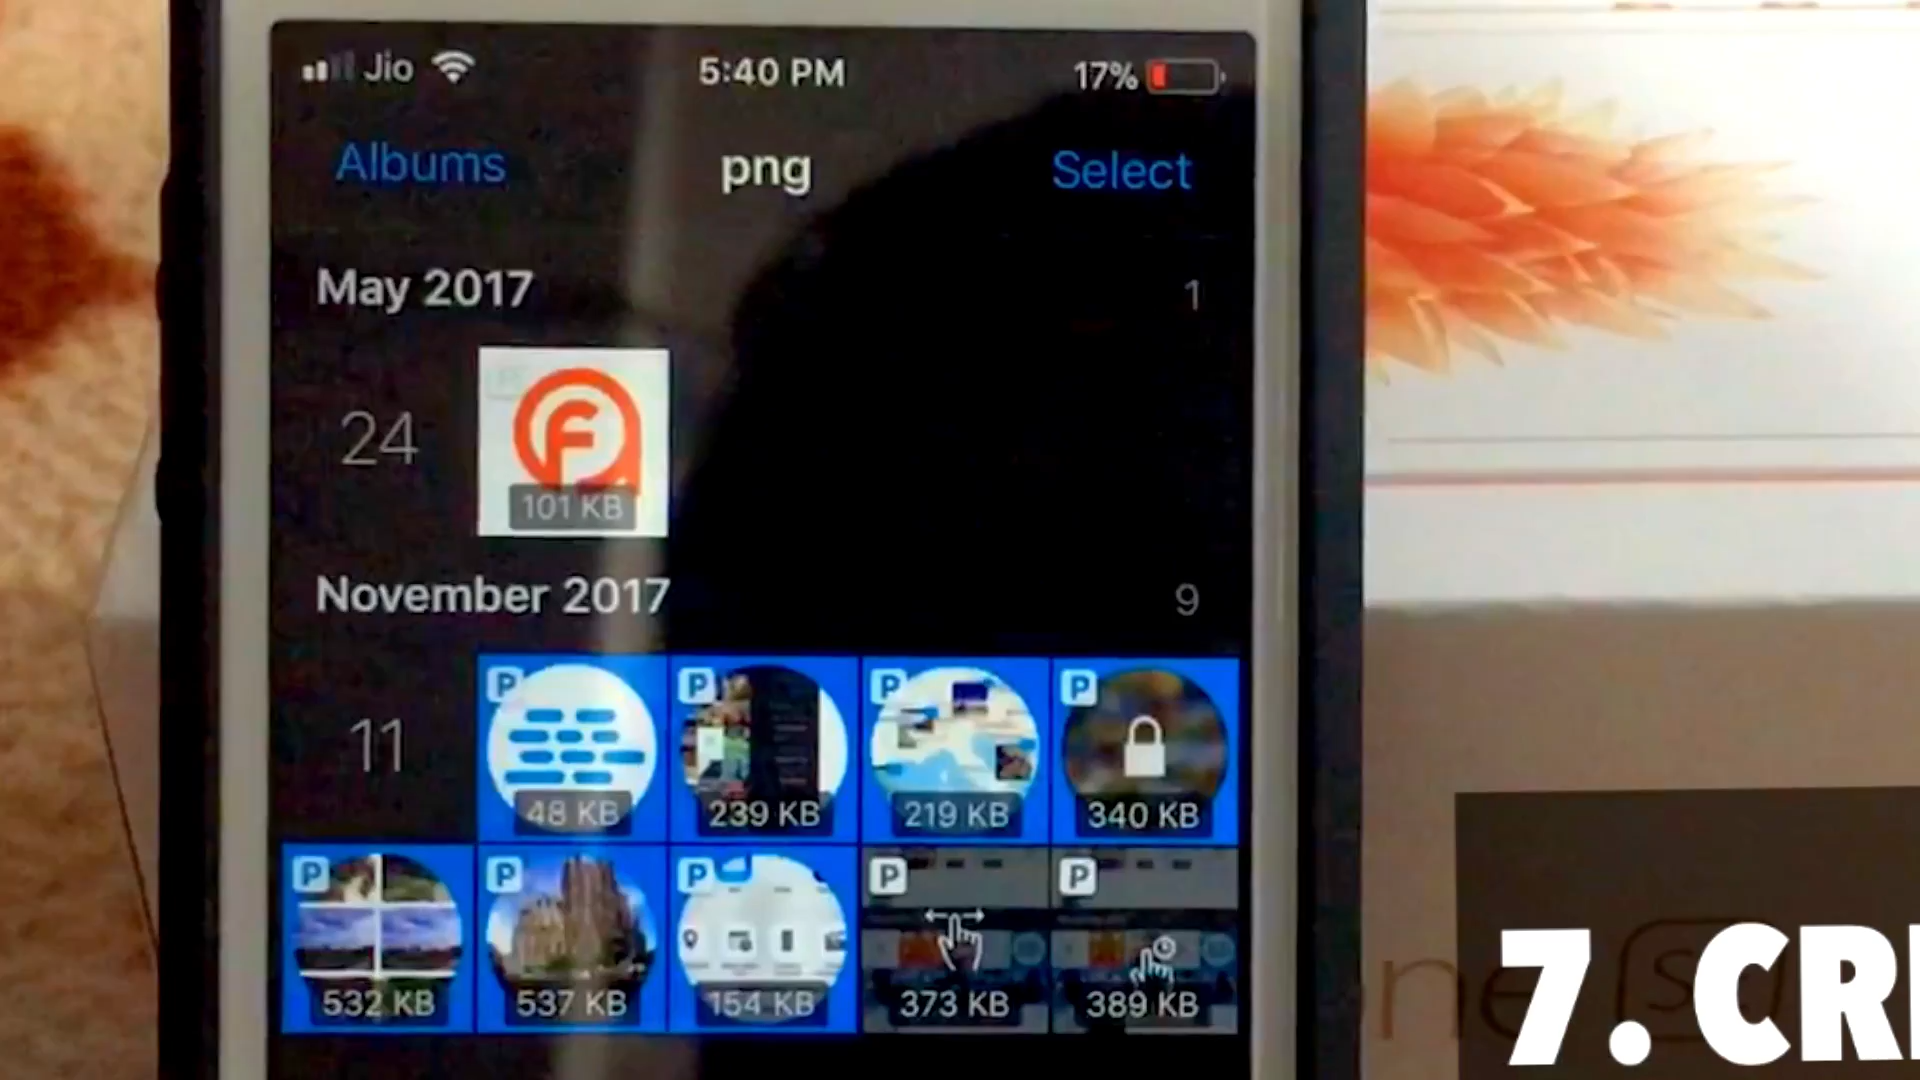 Jio 5:40 PM 17%
Albums png Select
May 2017 1
24
101 KB
November 2017 9
11
P P P P
48 KB 239 KB 219 KB 340 KB
P P P P P
532 KB 537 KB 154 KB 373 KB 389 KB
ne S
7. CR